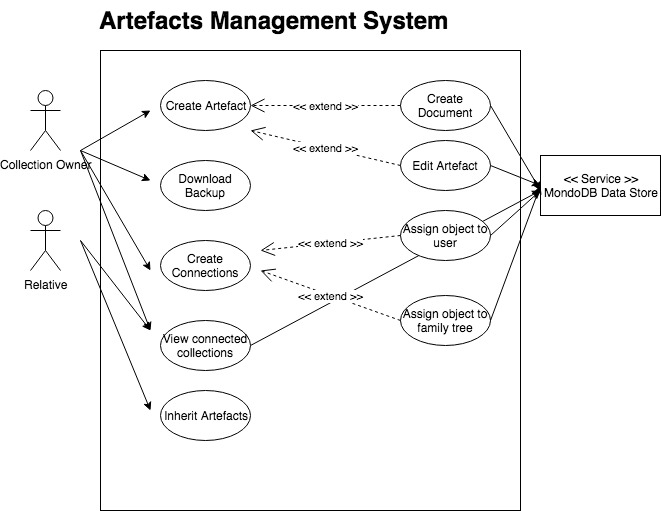 Artefacts Management System
Collection Owner
Relative
Create Artefact
Download
Backup
Create
Connections
View connected
collections
Inherit Artefacts
<< extend >>
<< extend >>
<< extend >>
<< extend >>
Create
Document
Edit Artefact
Assign object to
user
Assign object to
family tree
<< Service >>
MondoDB Data Store